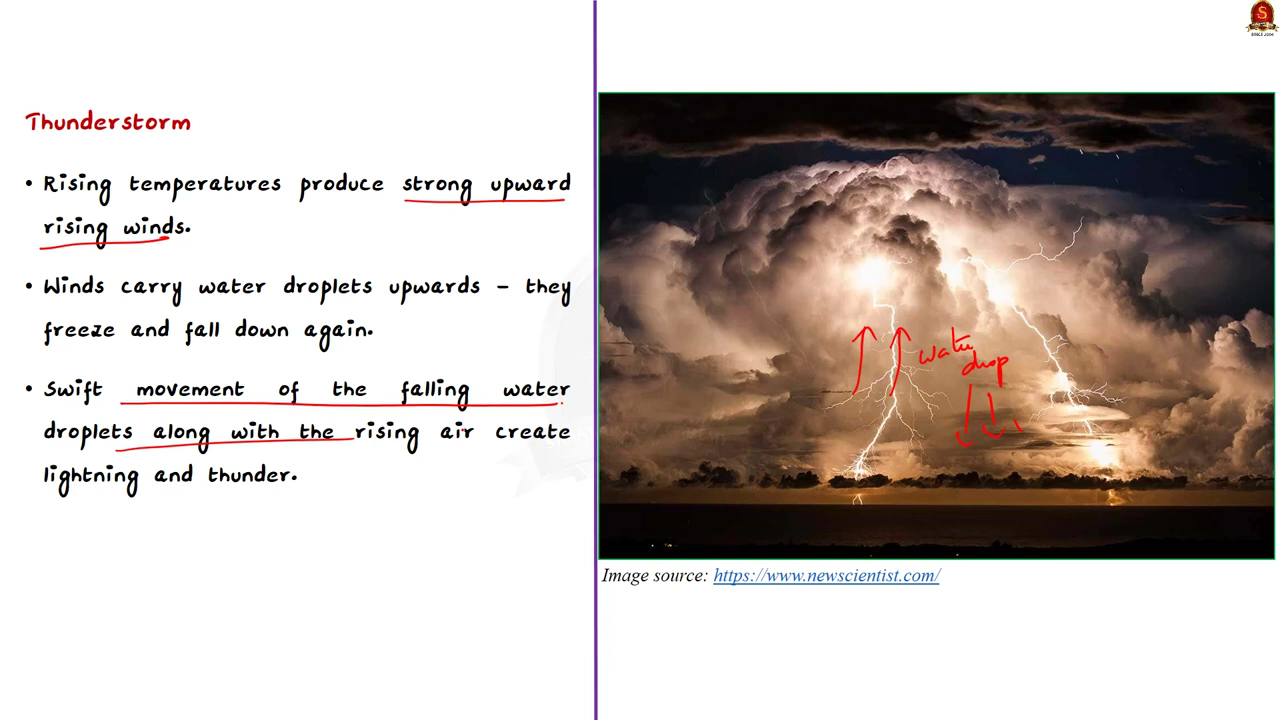 Thunderstorm
• Rising temperatures produce strong upward
rising winds.
• Winds carry water droplets upwards – they
freeze and fall down again.
• Swift movement of the falling water
droplets along with the rising air create
lightning and thunder.
Water
drop
Image source: https://www.newscientist.com/
S